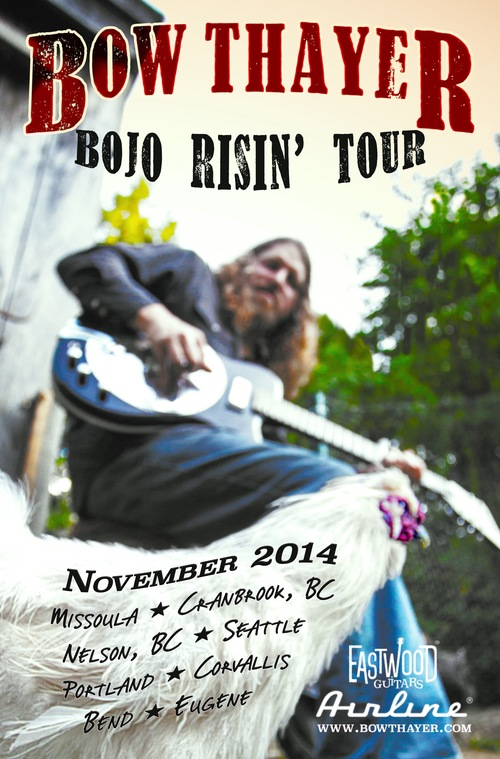 BOW THAYER
BOJO RISIN' TOUR
NOVEMBER 2014
MISSOULA ★ CRANBROOK, BC
NELSON, BC ★ SEATTLE
PORTLAND ★ CORVALLIS
BEND ★ EUGENE
EASTWOOD®
GUITARS
Airline®
WWW.BOWTHAYER.COM